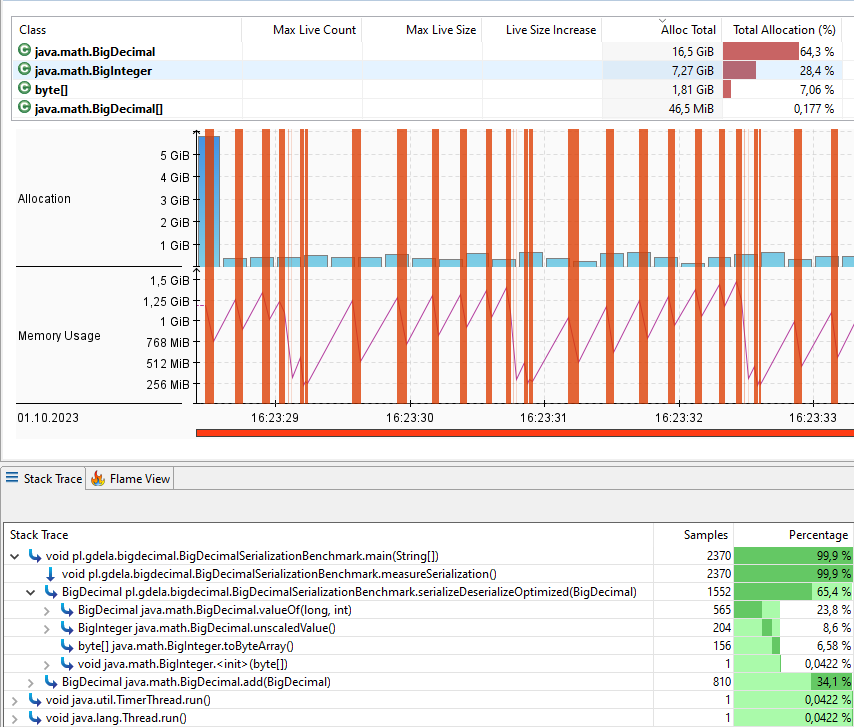 Class Max Live Count Max Live Size Live Size Increase Alloc Total Total Allocation (%)
java.math.BigDecimal 16,5 GiB 64,3 %
java.math.BigInteger 7,27 GiB 28,4 %
byte[] 1,81 GiB 7,06 %
java.math.BigDecimal[] 46,5 MiB 0,177 %
5 GiB
4 GiB
Allocation
3 GiB
2 GiB
1 GiB
1,5 GiB
1,25 GiB
1 GiB
Memory Usage
768 MiB
512 MiB
256 MiB
01.10.2023 16:23:29 16:23:30 16:23:31 16:23:32 16:23:33
Stack Trace Flame View
Stack Trace Samples Percentage
void pl.gdela.bigdecimal.BigDecimalSerializationBenchmark.main(String[]) 2370 99,9 %
void pl.gdela.bigdecimal.BigDecimalSerializationBenchmark.measureSerialization() 2370 99,9 %
BigDecimal pl.gdela.bigdecimal.BigDecimalSerializationBenchmark.serializeDeserializeOptimized(BigDecimal) 1552 65,4 %
BigDecimal java.math.BigDecimal.valueOf(long, int) 565 23,8 %
BigInteger java.math.BigDecimal.unscaledValue() 204 8,6 %
byte[] java.math.BigInteger.toByteArray() 156 6,58 %
void java.math.BigInteger.<init>(byte[]) 1 0,0422 %
BigDecimal java.math.BigDecimal.add(BigDecimal) 810 34,1 %
void java.util.TimerThread.run() 1 0,0422 %
void java.lang.Thread.run() 1 0,0422 %